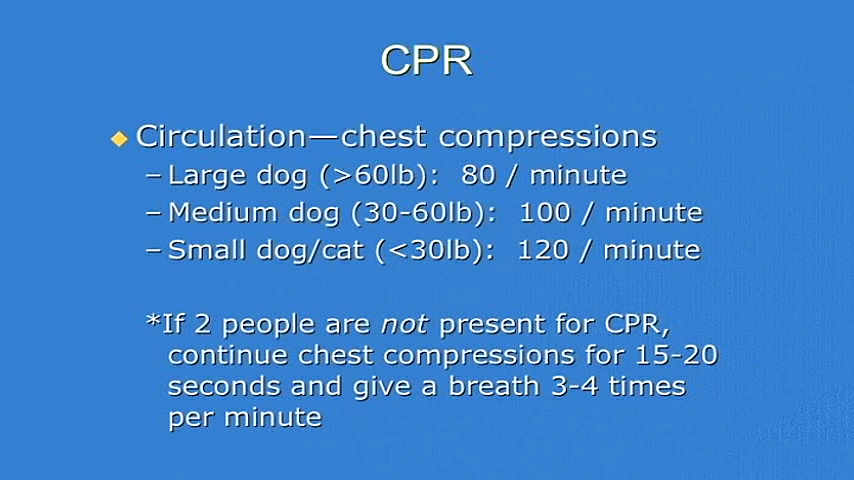 CPR
◆ Circulation—chest compressions
– Large dog (>60lb): 80 / minute
– Medium dog (30-60lb): 100 / minute
– Small dog/cat (<30lb): 120 / minute
*If 2 people are not present for CPR,
continue chest compressions for 15-20
seconds and give a breath 3-4 times
per minute